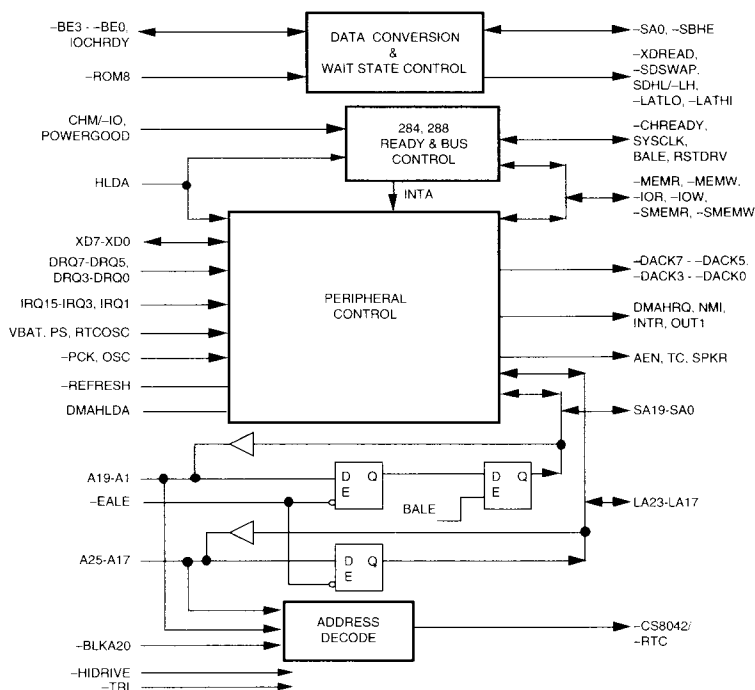 –BE3 - –BE0,
IOCHRDY
–ROM8
DATA CONVERSION
&
WAIT STATE CONTROL
–SA0, –SBHE
–XDREAD,
–SDSWAP,
SDHL/–LH,
–LATLO, –LATHI
CHM/–IO,
POWERGOOD
HLDA
284, 288
READY & BUS
CONTROL
INTA
–CHREADY,
SYSCLK,
BALE, RSTDRV
–MEMR, –MEMW,
–IOR, –IOW,
–SMEMR, –SMEMW
XD7-XD0
DRQ7-DRQ5,
DRQ3-DRQ0
IRQ15-IRQ3, IRQ1
VBAT, PS, RTCOSC
–PCK, OSC
–REFRESH
DMAHLDA
PERIPHERAL
CONTROL
–DACK7 - –DACK5,
–DACK3 - –DACK0
DMAHRQ, NMI,
INTR, OUT1
AEN, TC, SPKR
SA19-SA0
A19-A1
–EALE
D Q
E
BALE
D Q
E
LA23-LA17
A25-A17
D Q
E
–BLKA20
ADDRESS
DECODE
–CS8042/
–RTC
–HIDRIVE
–TRI